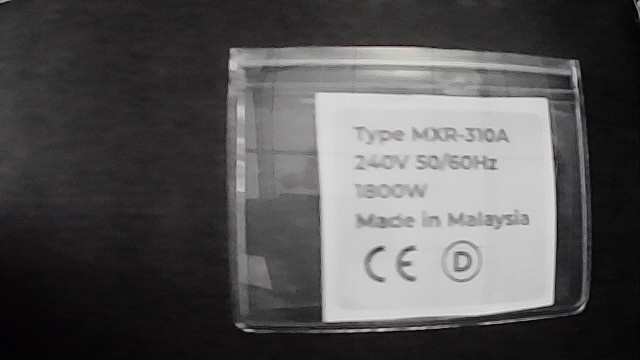 Type MXR-310A
240V 50/60Hz
1800W
Made in Malaysia
CE D